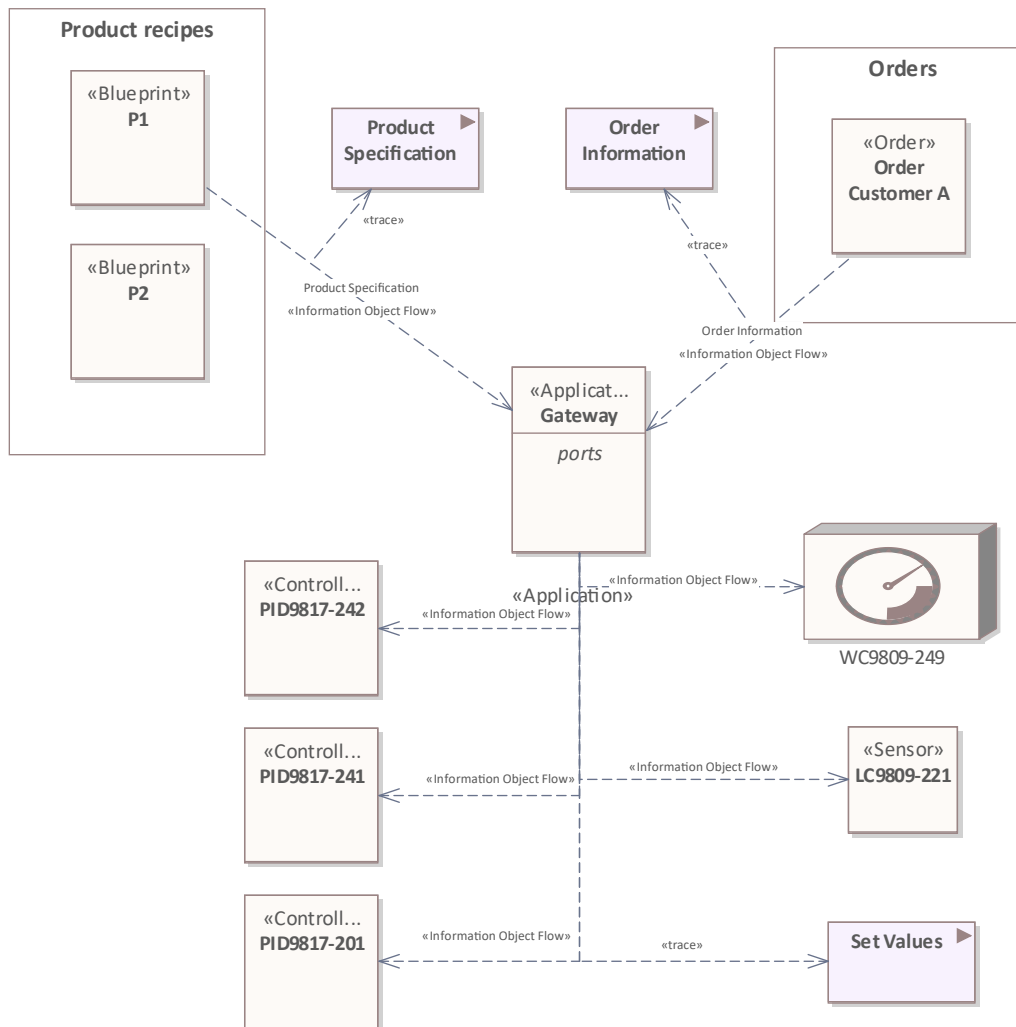 Product recipes
«Blueprint»
P1
«Blueprint»
P2
Product
Specification
Order
Information
Orders
«Order»
Order
Customer A
«trace»
«trace»
Product Specification
«Information Object Flow»
Order Information
«Information Object Flow»
«Applicat...
Gateway
ports
«Application»
«Controll...
PID9817-242
«Information Object Flow»
«Information Object Flow»
WC9809-249
«Controll...
PID9817-241
«Information Object Flow»
«Information Object Flow»
«Sensor»
LC9809-221
«Controll...
PID9817-201
«Information Object Flow»
«trace»
Set Values